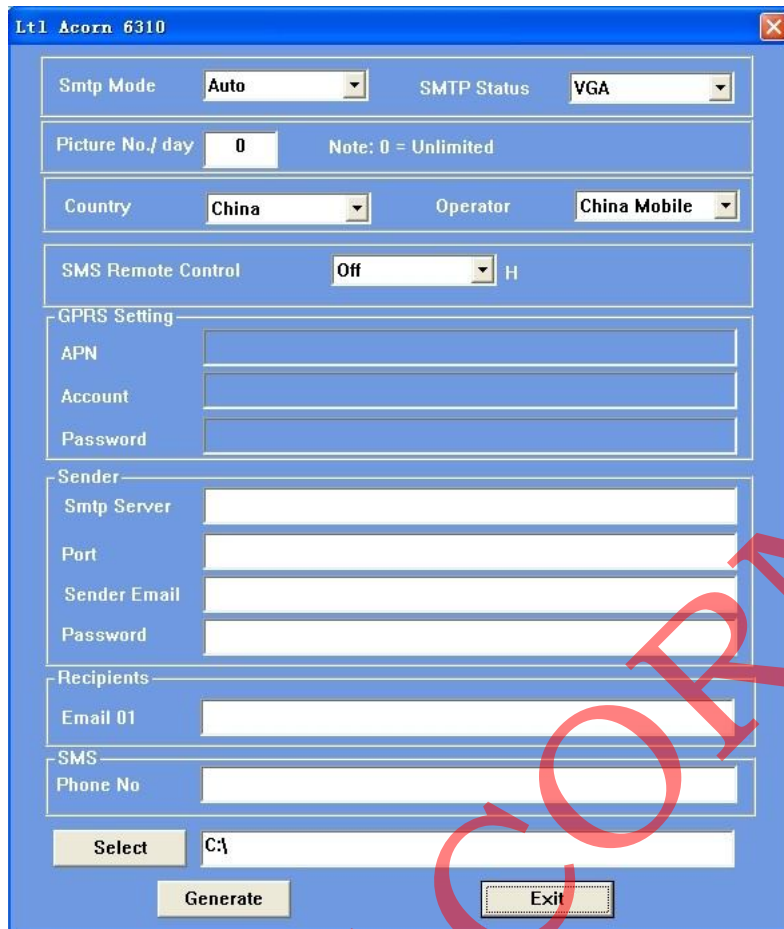 Ltl Acorn 6310
Smtp Mode Auto SMTP Status VGA
Picture No./ day 0 Note: 0 = Unlimited
Country China Operator China Mobile
SMS Remote Control Off H
GPRS Setting
APN
Account
Password
Sender
Smtp Server
Port
Sender Email
Password
Recipients
Email 01
SMS
Phone No
Select C:\
Generate Exit
CORN